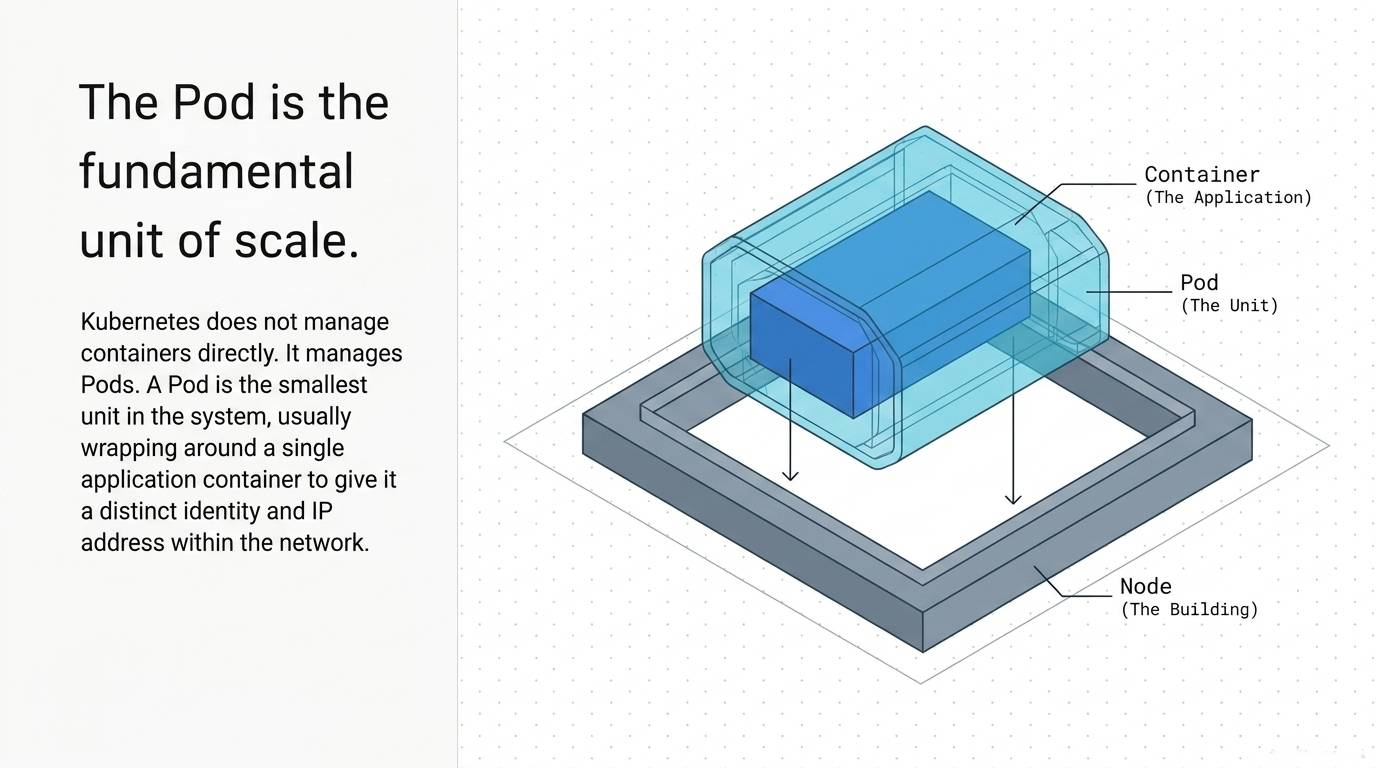 The Pod is the
fundamental
unit of scale.
Kubernetes does not manage
containers directly. It manages
Pods. A Pod is the smallest
unit in the system, usually
wrapping around a single
application container to give it
a distinct identity and IP
address within the network.
Container
(The Application)
Pod
(The Unit)
Node
(The Building)